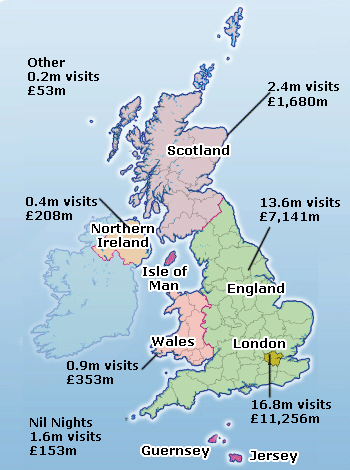 Other
0.2m visits
£53m
2.4m visits
£1,680m
Scotland
0.4m visits
£208m
13.6m visits
£7,141m
Northern
Ireland
Isle of
Man
England
Wales
London
0.9m visits
£353m
16.8m visits
£11,256m
Nil Nights
1.6m visits
£153m
Guernsey
Jersey